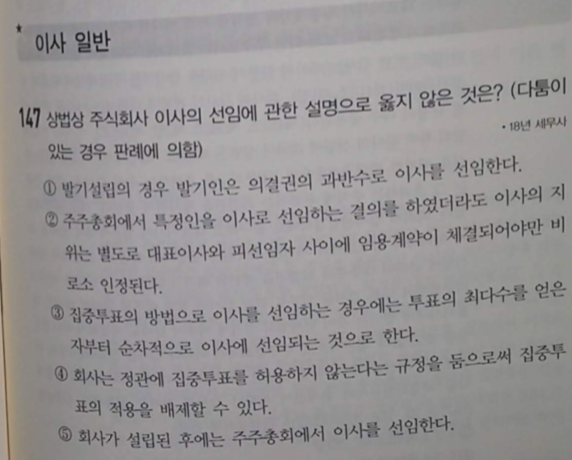 *
이사 일반
147 상법상 주식회사 이사의 선임에 관한 설명으로 옳지 않은 것은? (다툼이
있는 경우 판례에 의함)
• 18년 세무사
① 발기설립의 경우 발기인은 의결권의 과반수로 이사를 선임한다.
② 주주총회에서 특정인을 이사로 선임하는 결의를 하였더라도 이사의 지
위는 별도로 대표이사와 피선임자 사이에 임용계약이 체결되어야만 비
로소 인정된다.
③ 집중투표의 방법으로 이사를 선임하는 경우에는 투표의 최다수를 얻은
자부터 순차적으로 이사에 선임되는 것으로 한다.
④ 회사는 정관에 집중투표를 허용하지 않는다는 규정을 둠으로써 집중투
표의 적용을 배제할 수 있다.
⑤ 회사가 설립된 후에는 주주총회에서 이사를 선임한다.